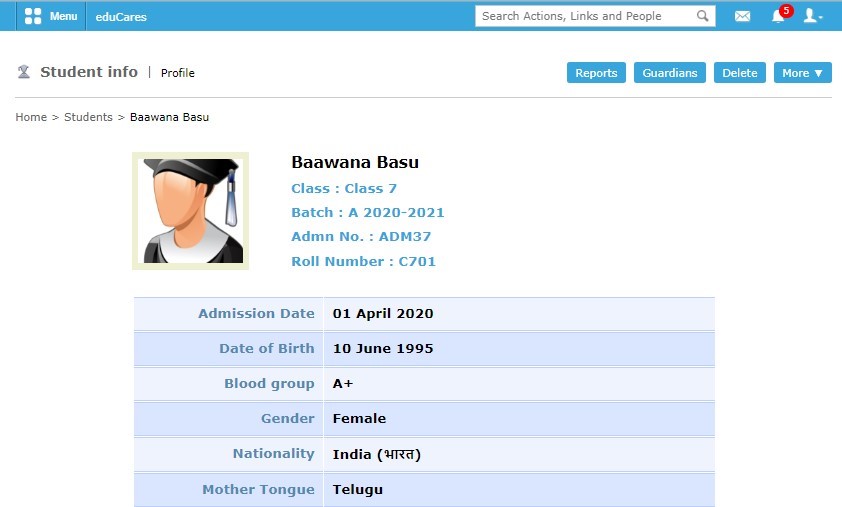 Menu eduCares Search Actions, Links and People 5
Student info | Profile Reports Guardians Delete More ▼
Home > Students > Baawana Basu
Baawana Basu
Class : Class 7
Batch : A 2020-2021
Admn No. : ADM37
Roll Number : C701
Admission Date 01 April 2020
Date of Birth 10 June 1995
Blood group A+
Gender Female
Nationality India (भारत)
Mother Tongue Telugu